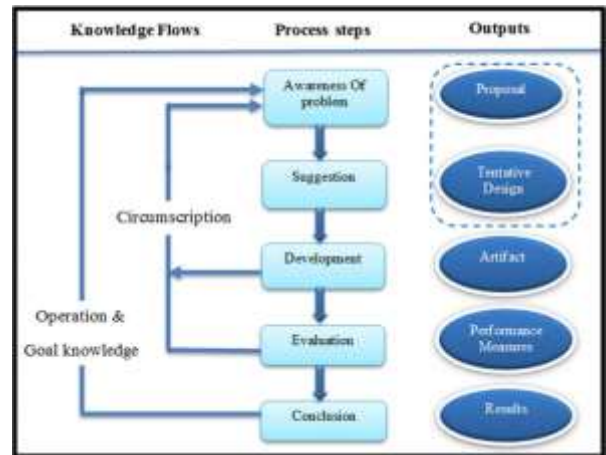 Knowledge Flows Process steps Outputs
Awareness Of
problem
Proposal
Suggestion
Tentative
Design
Circumscription
Development
Artifact
Operation &
Goal knowledge
Evaluation
Performance
Measures
Conclusion
Results